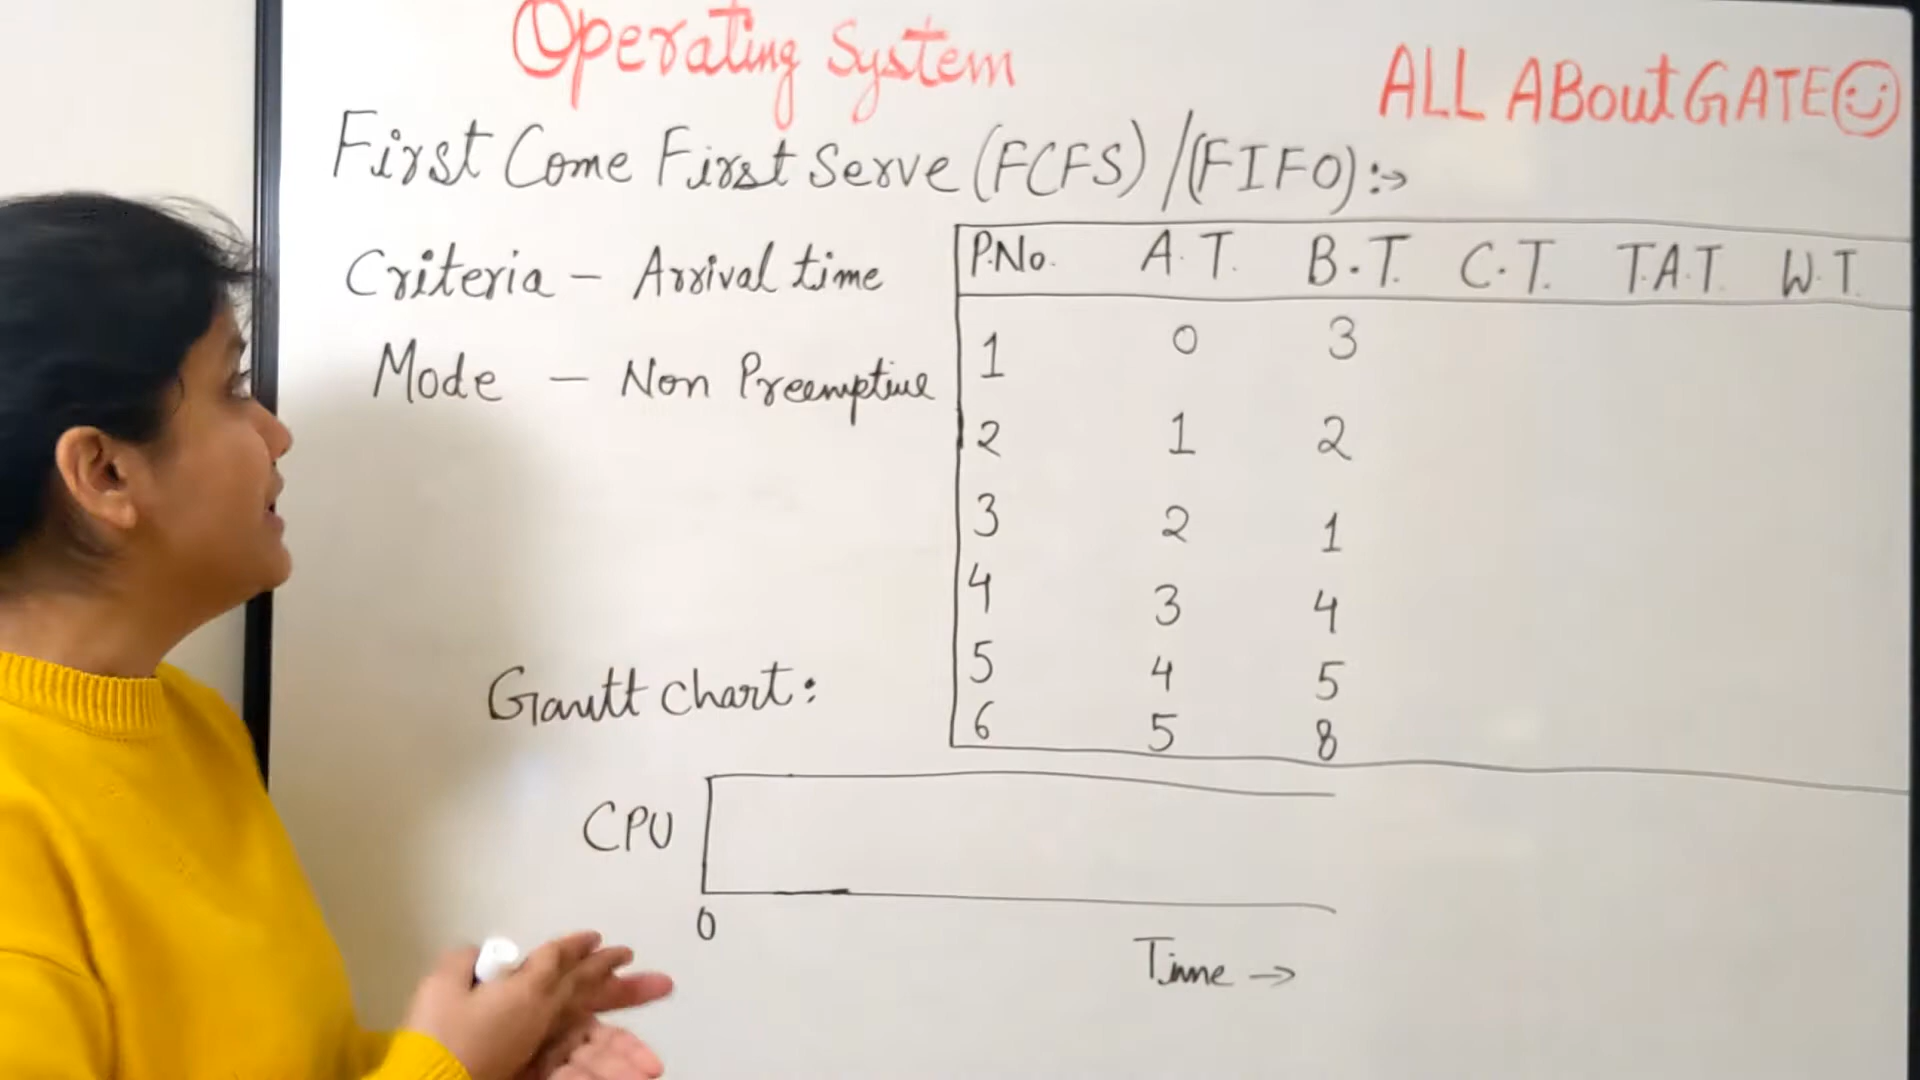 Operating System
ALL ABout GATE
First Come First Serve (FCFS) / (FIFO) :→
Criteria - Arrival time
Mode - Non Preemptive
P.No. A.T. B.T. C.T. T.A.T. W.T.
1 0 3
2 1 2
3 2 1
4 3 4
5 4 5
6 5 8
Gantt chart:
CPU
0
Time →